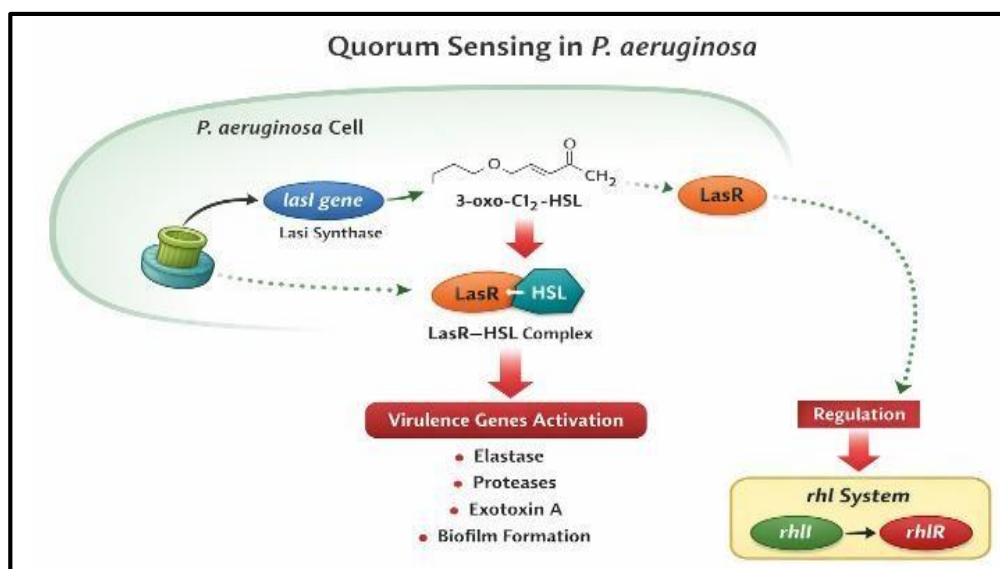 Quorum Sensing in P. aeruginosa
P. aeruginosa Cell
lasI gene
Lasi Synthase
O
O
CH₂
3-oxo-C1₂-HSL
LasR
LasR
HSL
LasR–HSL Complex
Virulence Genes Activation
• Elastase
• Proteases
• Exotoxin A
• Biofilm Formation
Regulation
rhl System
rhlI
rhlR